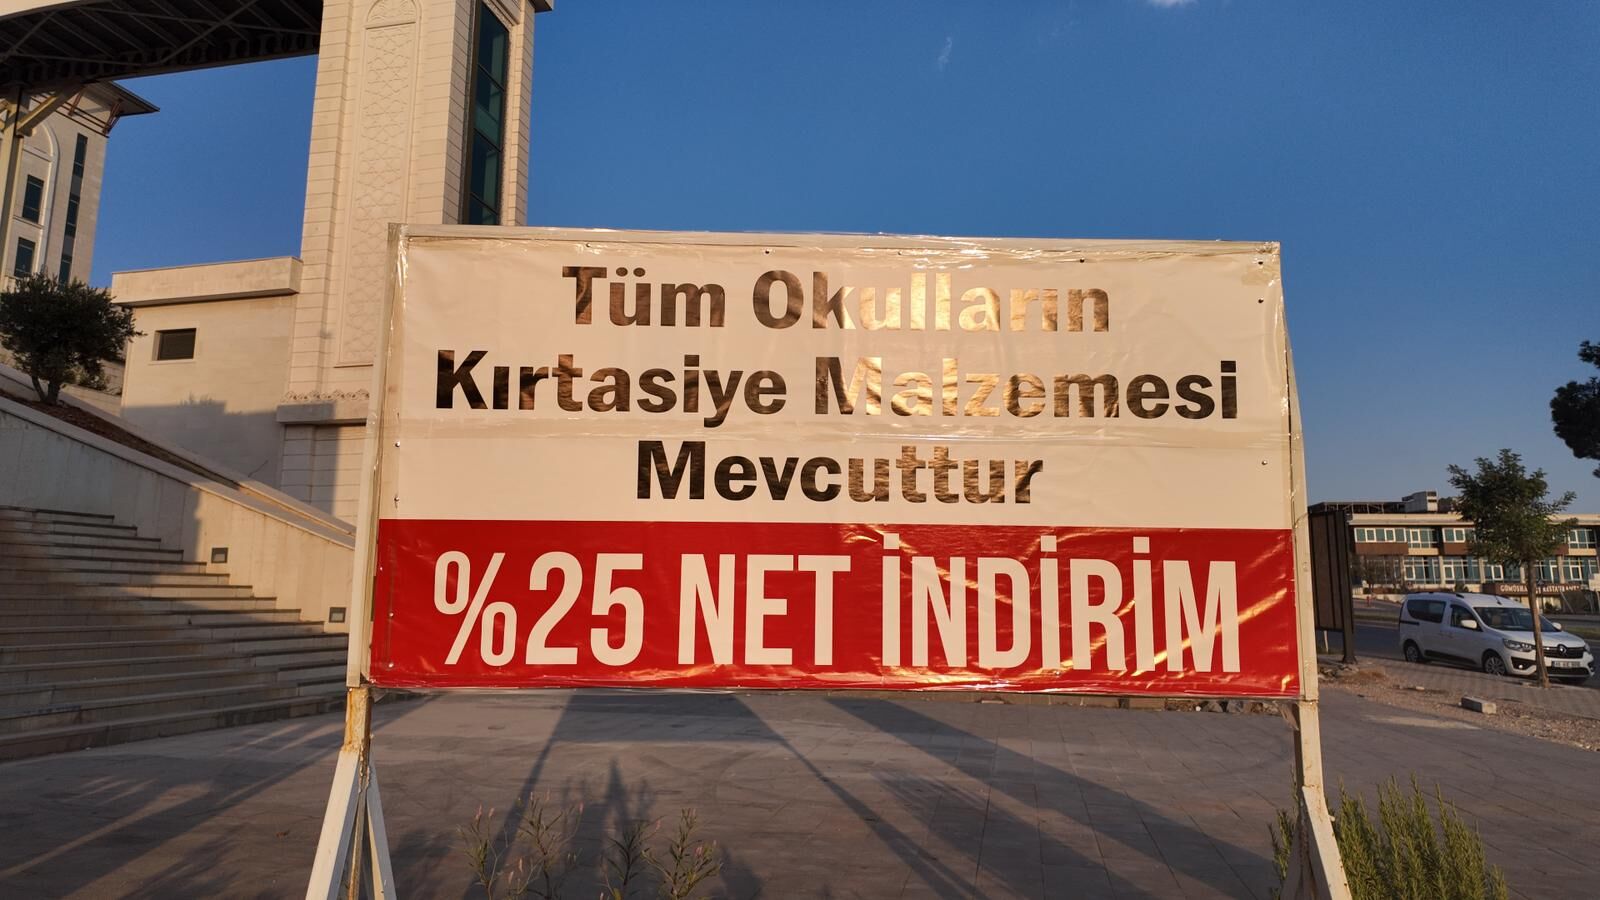 Tüm Okulların
Kırtasiye Malzemesi
Mevcuttur
%25 NET İNDİRİM